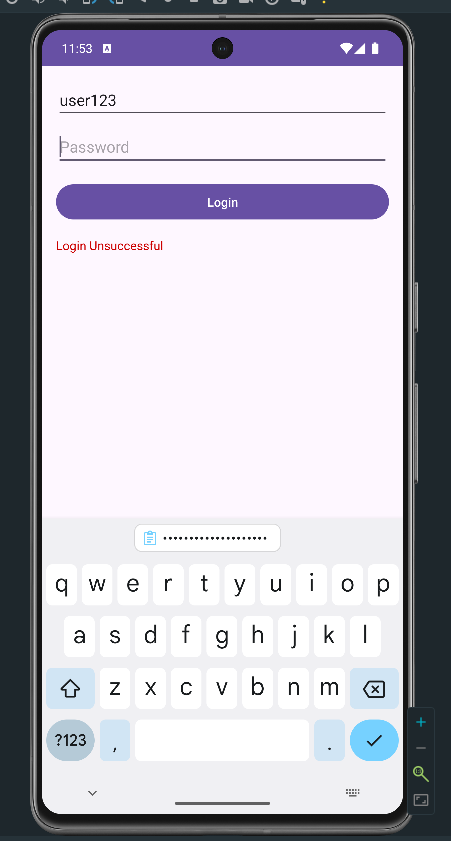 11:53 A
user123
Password
Login
Login Unsuccessful
••••••••••••••••••••
q w e r t y u i o p
a s d f g h j k l
z x c v b n m
?123 , .